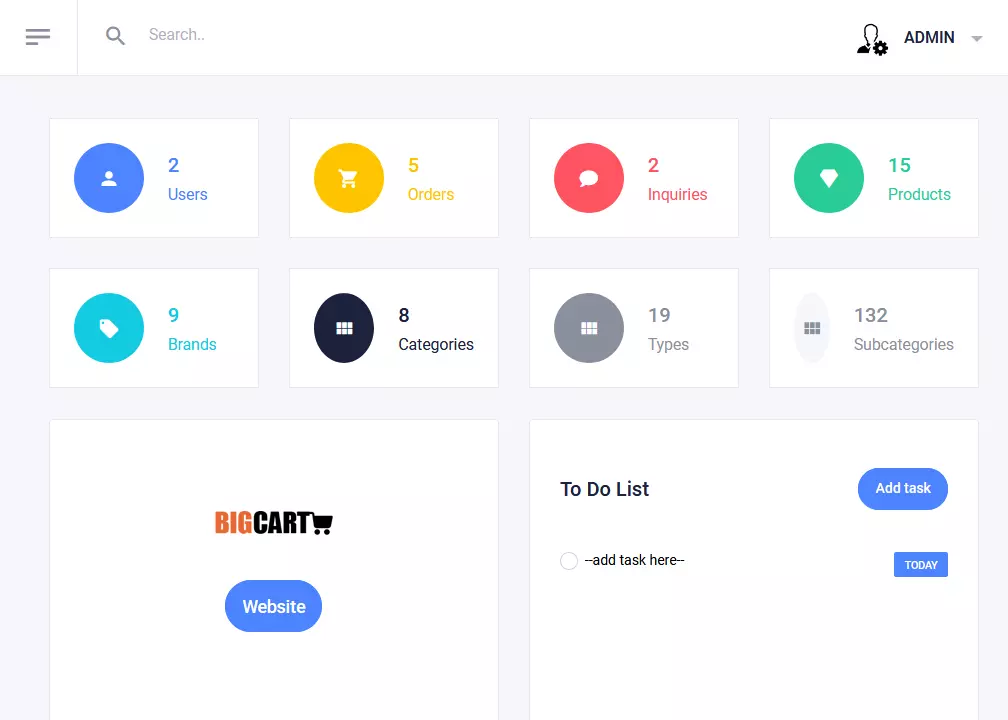 Search..
ADMIN
2
Users
5
Orders
2
Inquiries
15
Products
9
Brands
8
Categories
19
Types
132
Subcategories
BIGCART
Website
To Do List
Add task
--add task here--
TODAY